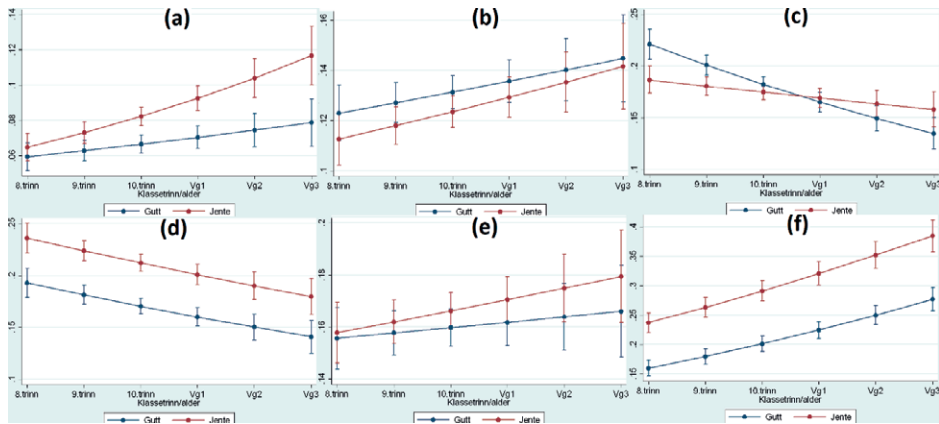 (a)
.14
.12
.1
.08
.06
8.trinn 9.trinn 10.trinn Vg1 Vg2 Vg3
Klassetrinn/alder
Gutt Jente
(b)
.16
.14
.12
.1
8.trinn 9.trinn 10.trinn Vg1 Vg2 Vg3
Klassetrinn/alder
Gutt Jente
(c)
.25
.2
.15
.1
8.trinn 9.trinn 10.trinn Vg1 Vg2 Vg3
Klassetrinn/alder
Gutt Jente
(d)
.25
.2
.15
.1
8.trinn 9.trinn 10.trinn Vg1 Vg2 Vg3
Klassetrinn/alder
Gutt Jente
(e)
.2
.18
.16
.14
8.trinn 9.trinn 10.trinn Vg1 Vg2 Vg3
Klassetrinn/alder
Gutt Jente
(f)
.4
.35
.3
.25
.2
.15
8.trinn 9.trinn 10.trinn Vg1 Vg2 Vg3
Klassetrinn/alder
Gutt Jente